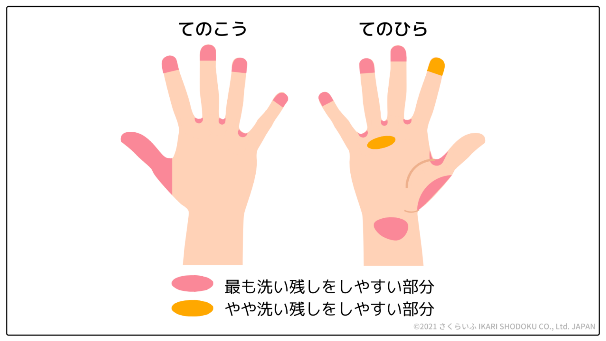 てのこう
てのひら
最も洗い残しをしやすい部分
やや洗い残しをしやすい部分
©2021 さくらいふ IKARI SHODOKU CO., Ltd. JAPAN